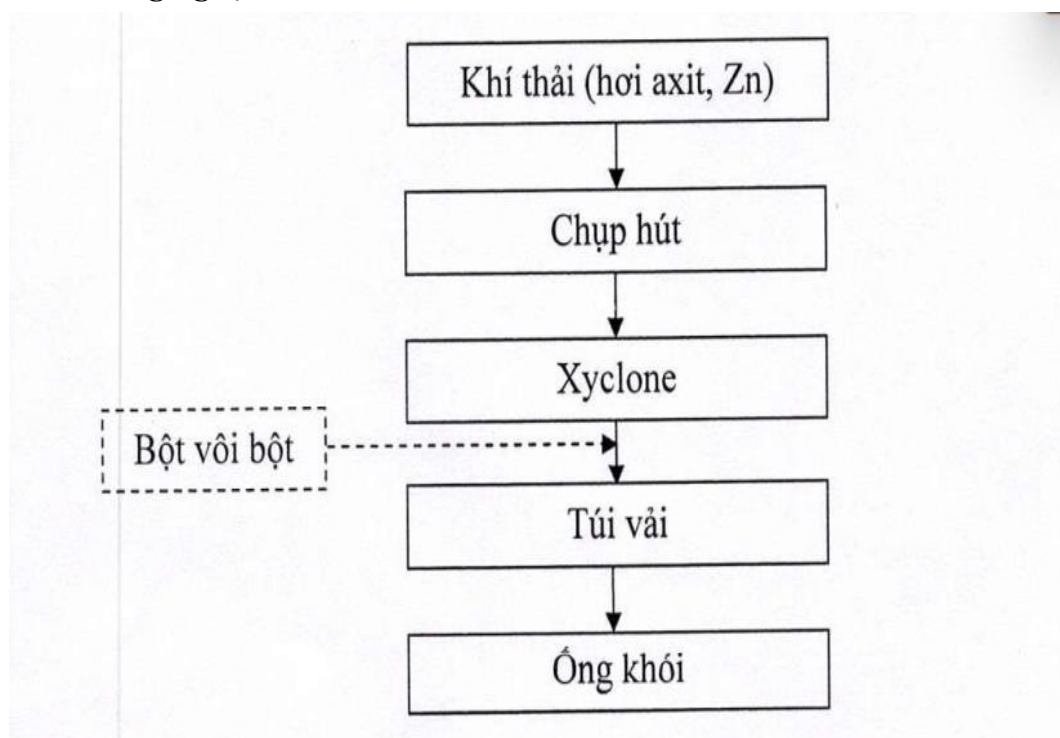 Khí thải (hơi axit, Zn)
Chụp hút
Xyclone
Bột vôi bột
Túi vải
Ống khói